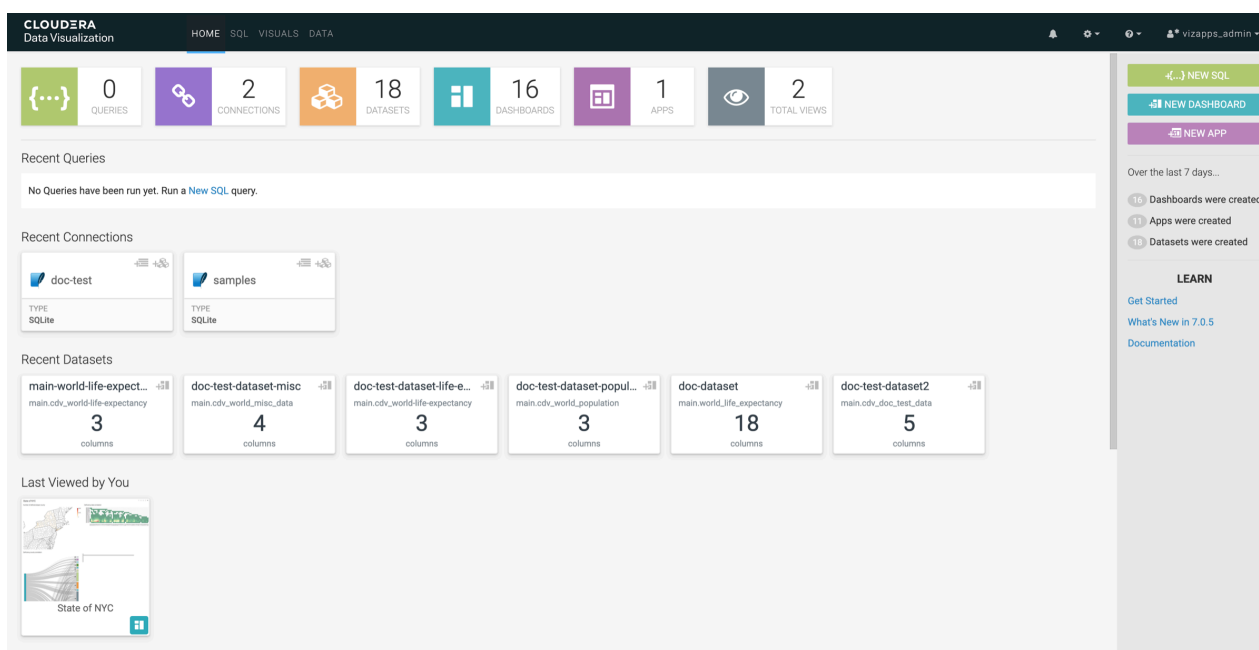 CLOUDERA
Data Visualization
HOME SQL VISUALS DATA
vizapps_admin
{···} 0 QUERIES
2 CONNECTIONS
18 DATASETS
16 DASHBOARDS
1 APPS
2 TOTAL VIEWS
NEW SQL
NEW DASHBOARD
NEW APP
Recent Queries
No Queries have been run yet. Run a New SQL query.
Over the last 7 days...
16 Dashboards were created
11 Apps were created
18 Datasets were created
LEARN
Get Started
What's New in 7.0.5
Documentation
Recent Connections
doc-test
TYPE
SQLite
samples
TYPE
SQLite
Recent Datasets
main-world-life-expect...
main.cdv_world-life-expectancy
3
columns
doc-test-dataset-misc
main.cdv_world_misc_data
4
columns
doc-test-dataset-life-e...
main.cdv_world-life-expectancy
3
columns
doc-test-dataset-popul...
main.cdv_world_population
3
columns
doc-dataset
main.world_life_expectancy
18
columns
doc-test-dataset2
main.cdv_doc_test_data
5
columns
Last Viewed by You
State of NYC